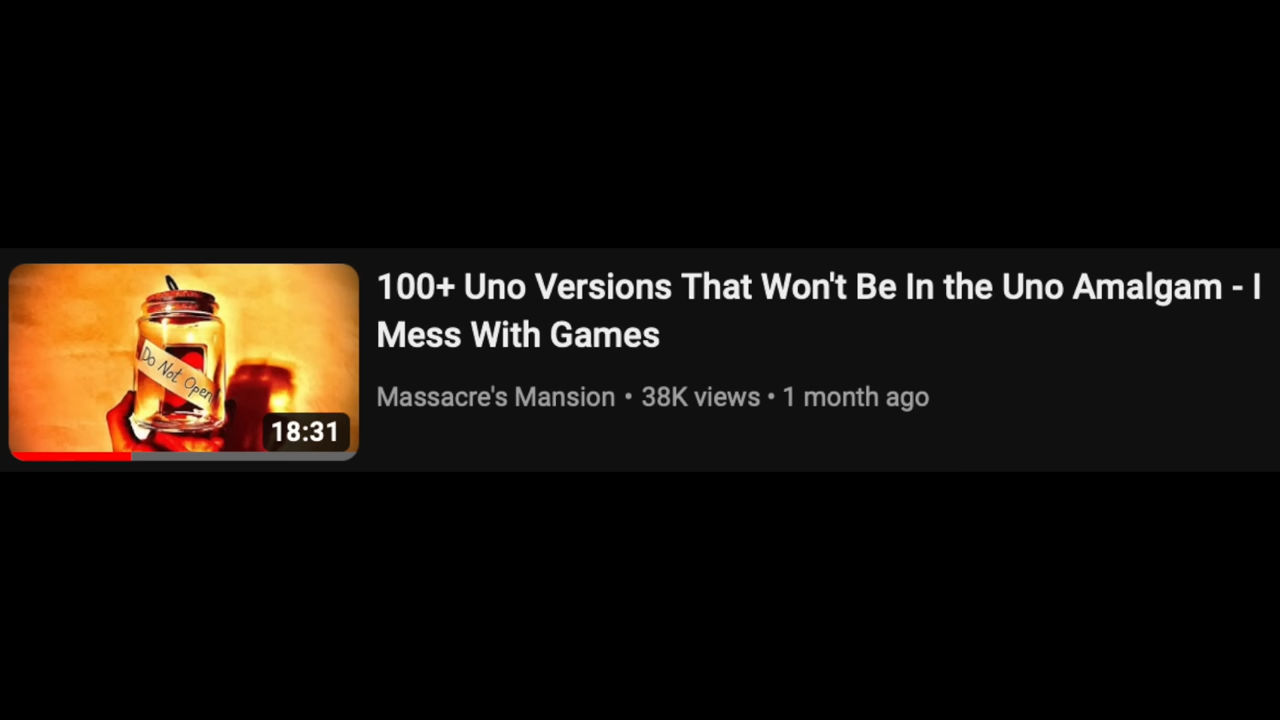 100+ Uno Versions That Won't Be In the Uno Amalgam - I
Mess With Games
Massacre's Mansion • 38K views • 1 month ago
Do Not Open
18:31